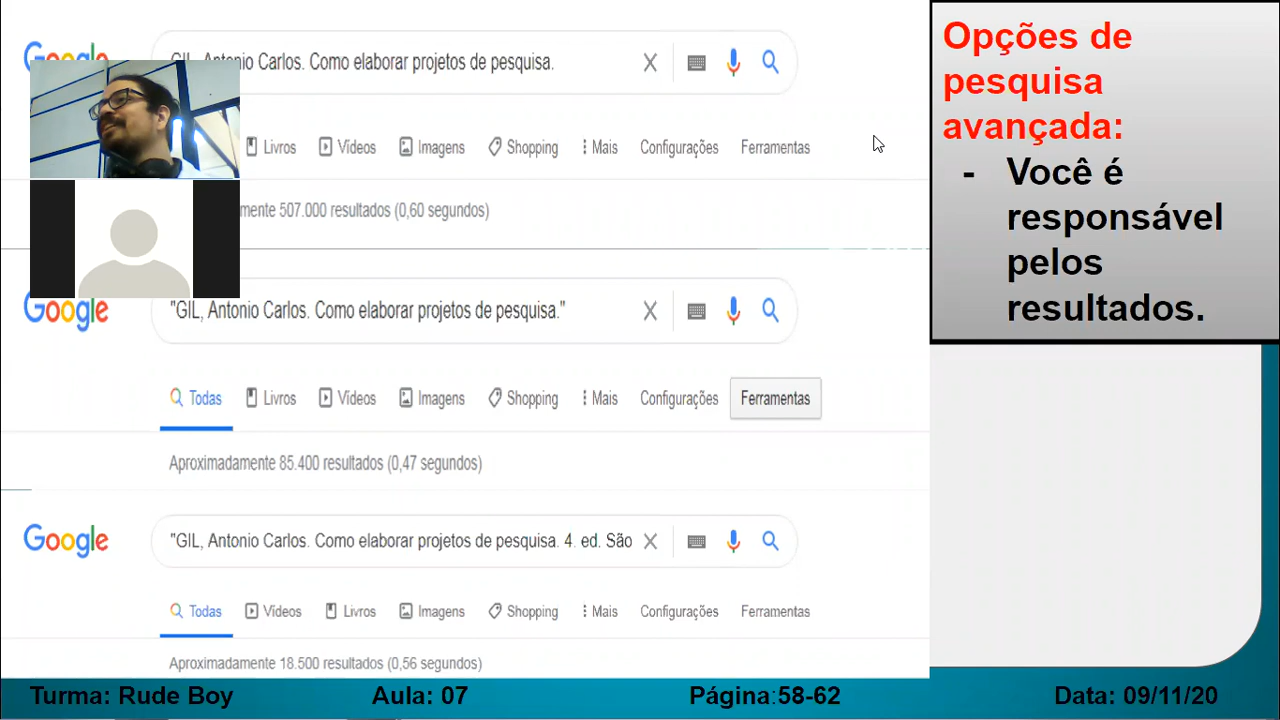 Google
GIL, Antonio Carlos. Como elaborar projetos de pesquisa.
Livros Vídeos Imagens Shopping Mais Configurações Ferramentas
mente 507.000 resultados (0,60 segundos)
Google
"GIL, Antonio Carlos. Como elaborar projetos de pesquisa."
Todas Livros Vídeos Imagens Shopping Mais Configurações Ferramentas
Aproximadamente 85.400 resultados (0,47 segundos)
Google
"GIL, Antonio Carlos. Como elaborar projetos de pesquisa. 4. ed. São
Todas Vídeos Livros Imagens Shopping Mais Configurações Ferramentas
Aproximadamente 18.500 resultados (0,56 segundos)
Opções de
pesquisa
avançada:
- Você é
responsável
pelos
resultados.
Turma: Rude Boy Aula: 07 Página:58-62 Data: 09/11/20